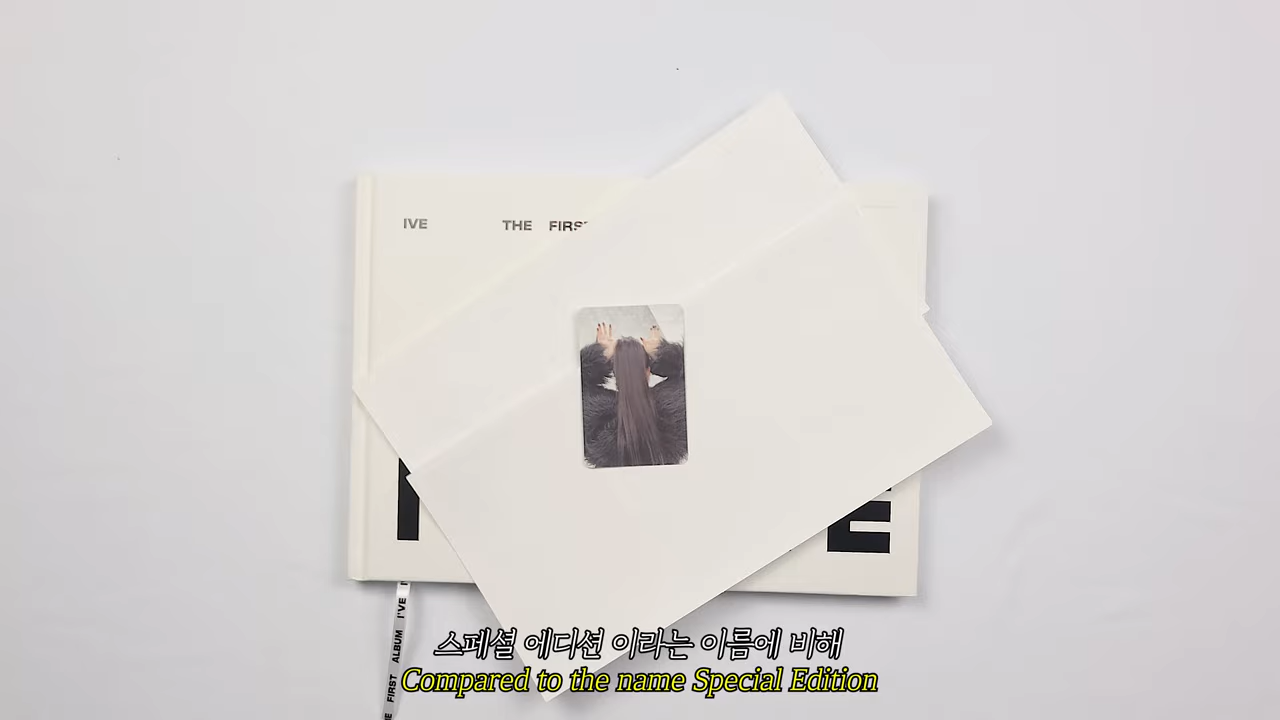 IVE THE FIRST
E
스페셜 에디션 이라는 이름에 비해
Compared to the name Special Edition
FIRST ALBUM I'VE